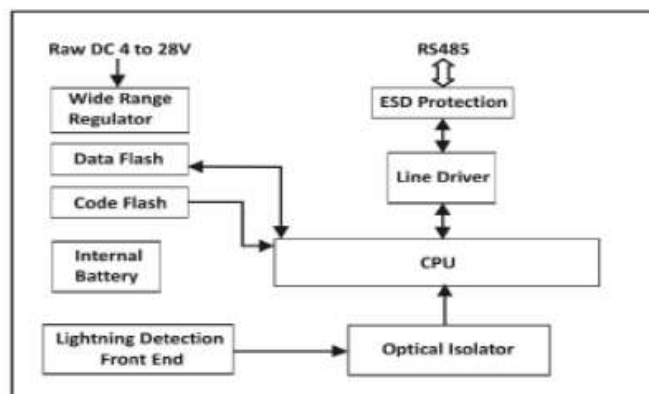 Raw DC 4 to 28V
Wide Range
Regulator
Data Flash
Code Flash
Internal
Battery
Lightning Detection
Front End
RS485
ESD Protection
Line Driver
CPU
Optical Isolator